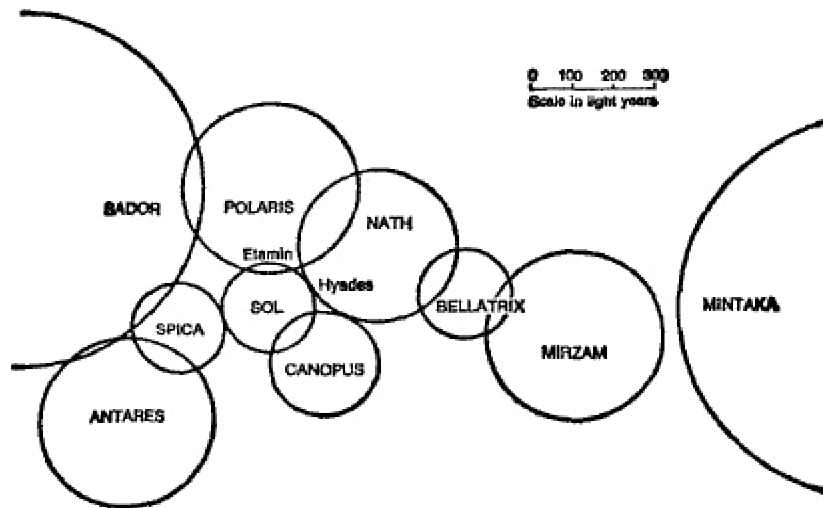 0 100 200 300
Scale in light years
SADOR
POLARIS
NATH
Etamin
Hyades
SPICA
SOL
BELLATRIX
MINTAKA
CANOPUS
MIRZAM
ANTARES